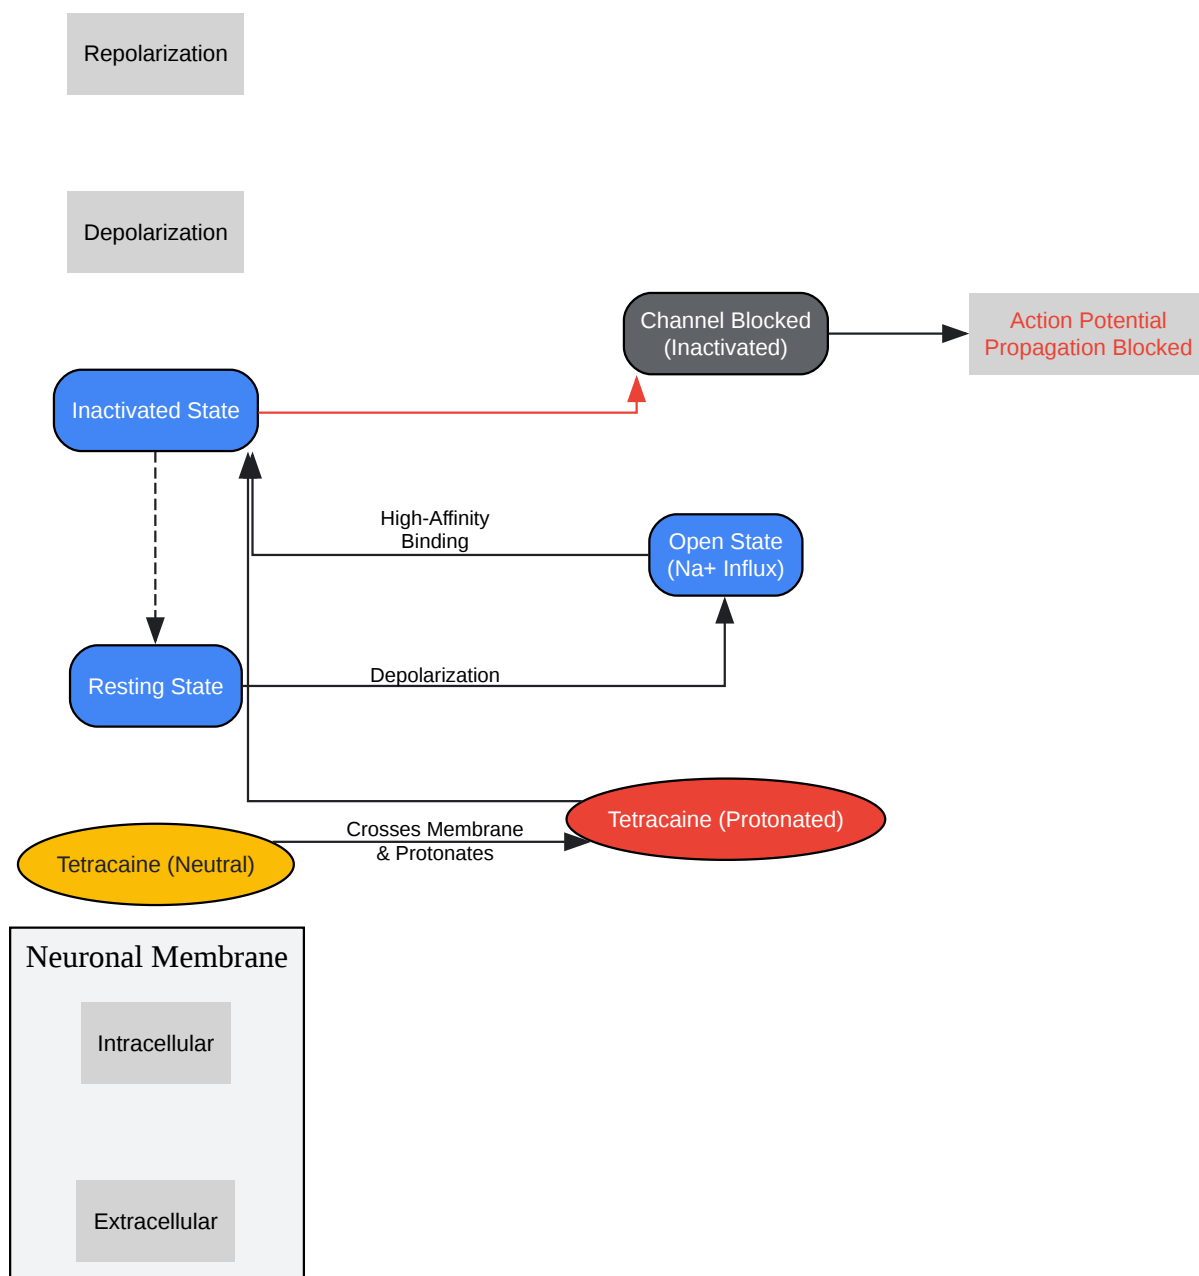 Repolarization
Depolarization
Channel Blocked
(Inactivated)
Action Potential
Propagation Blocked
Inactivated State
High-Affinity
Binding
Open State
(Na+ Influx)
Depolarization
Resting State
Tetracaine (Protonated)
Crosses Membrane
& Protonates
Tetracaine (Neutral)
Neuronal Membrane
Intracellular
Extracellular